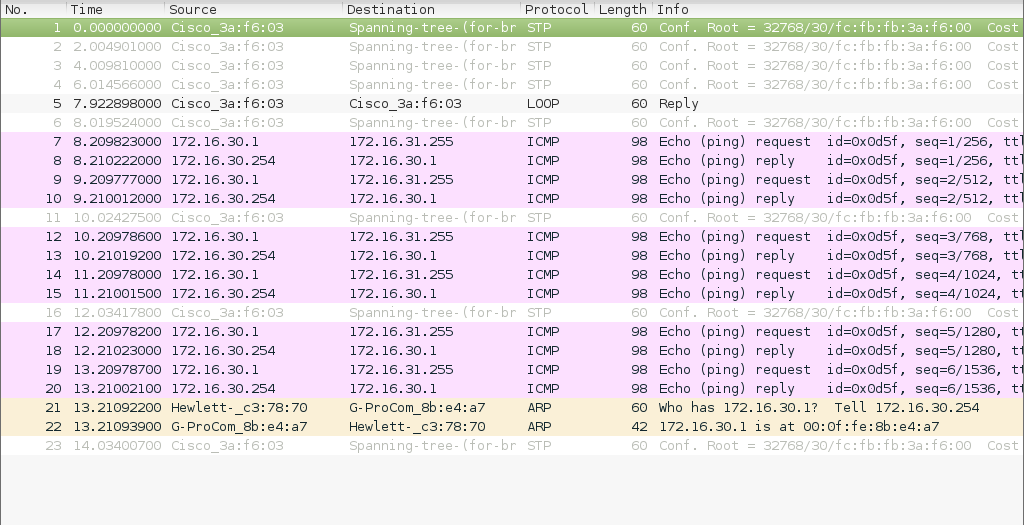 No. Time Source Destination Protocol Length Info
1 0.000000000 Cisco_3a:f6:03 Spanning-tree-(for-br STP 60 Conf. Root = 32768/30/fc:fb:fb:3a:f6:00 Cost
2 2.004901000 Cisco_3a:f6:03 Spanning-tree-(for-br STP 60 Conf. Root = 32768/30/fc:fb:fb:3a:f6:00 Cost
3 4.009810000 Cisco_3a:f6:03 Spanning-tree-(for-br STP 60 Conf. Root = 32768/30/fc:fb:fb:3a:f6:00 Cost
4 6.014566000 Cisco_3a:f6:03 Spanning-tree-(for-br STP 60 Conf. Root = 32768/30/fc:fb:fb:3a:f6:00 Cost
5 7.922898000 Cisco_3a:f6:03 Cisco_3a:f6:03 LOOP 60 Reply
6 8.019524000 Cisco_3a:f6:03 Spanning-tree-(for-br STP 60 Conf. Root = 32768/30/fc:fb:fb:3a:f6:00 Cost
7 8.209823000 172.16.30.1 172.16.31.255 ICMP 98 Echo (ping) request id=0x0d5f, seq=1/256, ttl
8 8.210222000 172.16.30.254 172.16.30.1 ICMP 98 Echo (ping) reply id=0x0d5f, seq=1/256, ttl
9 9.209777000 172.16.30.1 172.16.31.255 ICMP 98 Echo (ping) request id=0x0d5f, seq=2/512, ttl
10 9.210012000 172.16.30.254 172.16.30.1 ICMP 98 Echo (ping) reply id=0x0d5f, seq=2/512, ttl
11 10.02427500 Cisco_3a:f6:03 Spanning-tree-(for-br STP 60 Conf. Root = 32768/30/fc:fb:fb:3a:f6:00 Cost
12 10.20978600 172.16.30.1 172.16.31.255 ICMP 98 Echo (ping) request id=0x0d5f, seq=3/768, ttl
13 10.21019200 172.16.30.254 172.16.30.1 ICMP 98 Echo (ping) reply id=0x0d5f, seq=3/768, ttl
14 11.20978000 172.16.30.1 172.16.31.255 ICMP 98 Echo (ping) request id=0x0d5f, seq=4/1024, tt
15 11.21001500 172.16.30.254 172.16.30.1 ICMP 98 Echo (ping) reply id=0x0d5f, seq=4/1024, tt
16 12.03417800 Cisco_3a:f6:03 Spanning-tree-(for-br STP 60 Conf. Root = 32768/30/fc:fb:fb:3a:f6:00 Cost
17 12.20978200 172.16.30.1 172.16.31.255 ICMP 98 Echo (ping) request id=0x0d5f, seq=5/1280, tt
18 12.21023000 172.16.30.254 172.16.30.1 ICMP 98 Echo (ping) reply id=0x0d5f, seq=5/1280, tt
19 13.20978700 172.16.30.1 172.16.31.255 ICMP 98 Echo (ping) request id=0x0d5f, seq=6/1536, tt
20 13.21002100 172.16.30.254 172.16.30.1 ICMP 98 Echo (ping) reply id=0x0d5f, seq=6/1536, tt
21 13.21092200 Hewlett-_c3:78:70 G-ProCom_8b:e4:a7 ARP 60 Who has 172.16.30.1? Tell 172.16.30.254
22 13.21093900 G-ProCom_8b:e4:a7 Hewlett-_c3:78:70 ARP 42 172.16.30.1 is at 00:0f:fe:8b:e4:a7
23 14.03400700 Cisco_3a:f6:03 Spanning-tree-(for-br STP 60 Conf. Root = 32768/30/fc:fb:fb:3a:f6:00 Cost